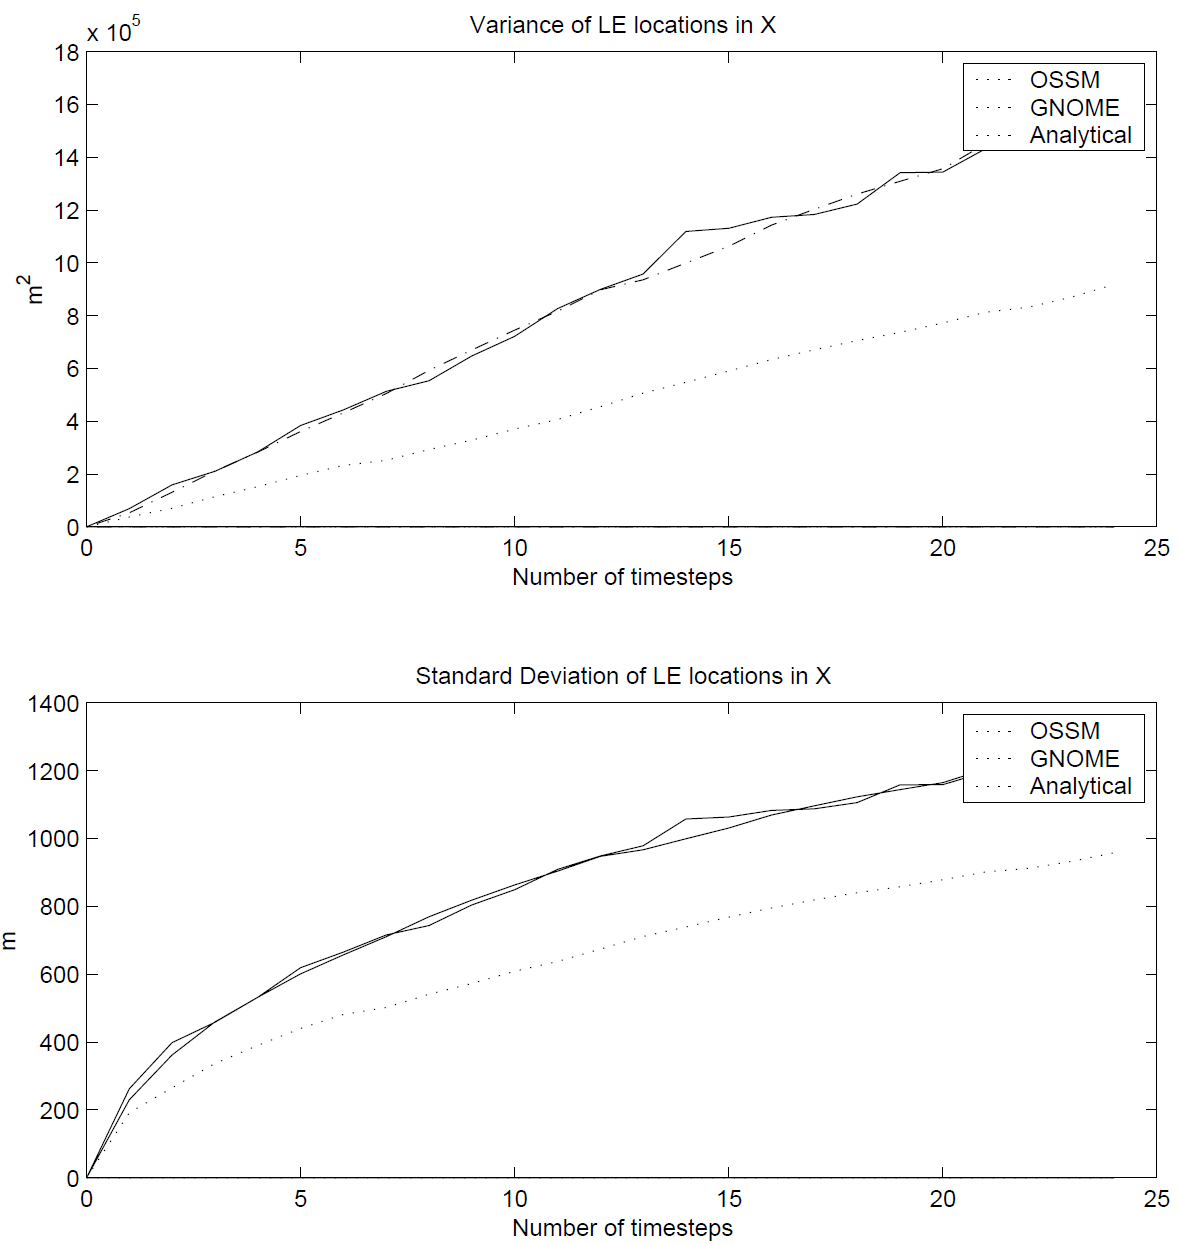 Variance of LE locations in X
x 10^5
18
16
14
12
10
8
6
4
2
0
m^2
OSSM
GNOME
Analytical
0 5 10 15 20 25
Number of timesteps
Standard Deviation of LE locations in X
1400
1200
1000
800
600
400
200
0
m
OSSM
GNOME
Analytical
0 5 10 15 20 25
Number of timesteps